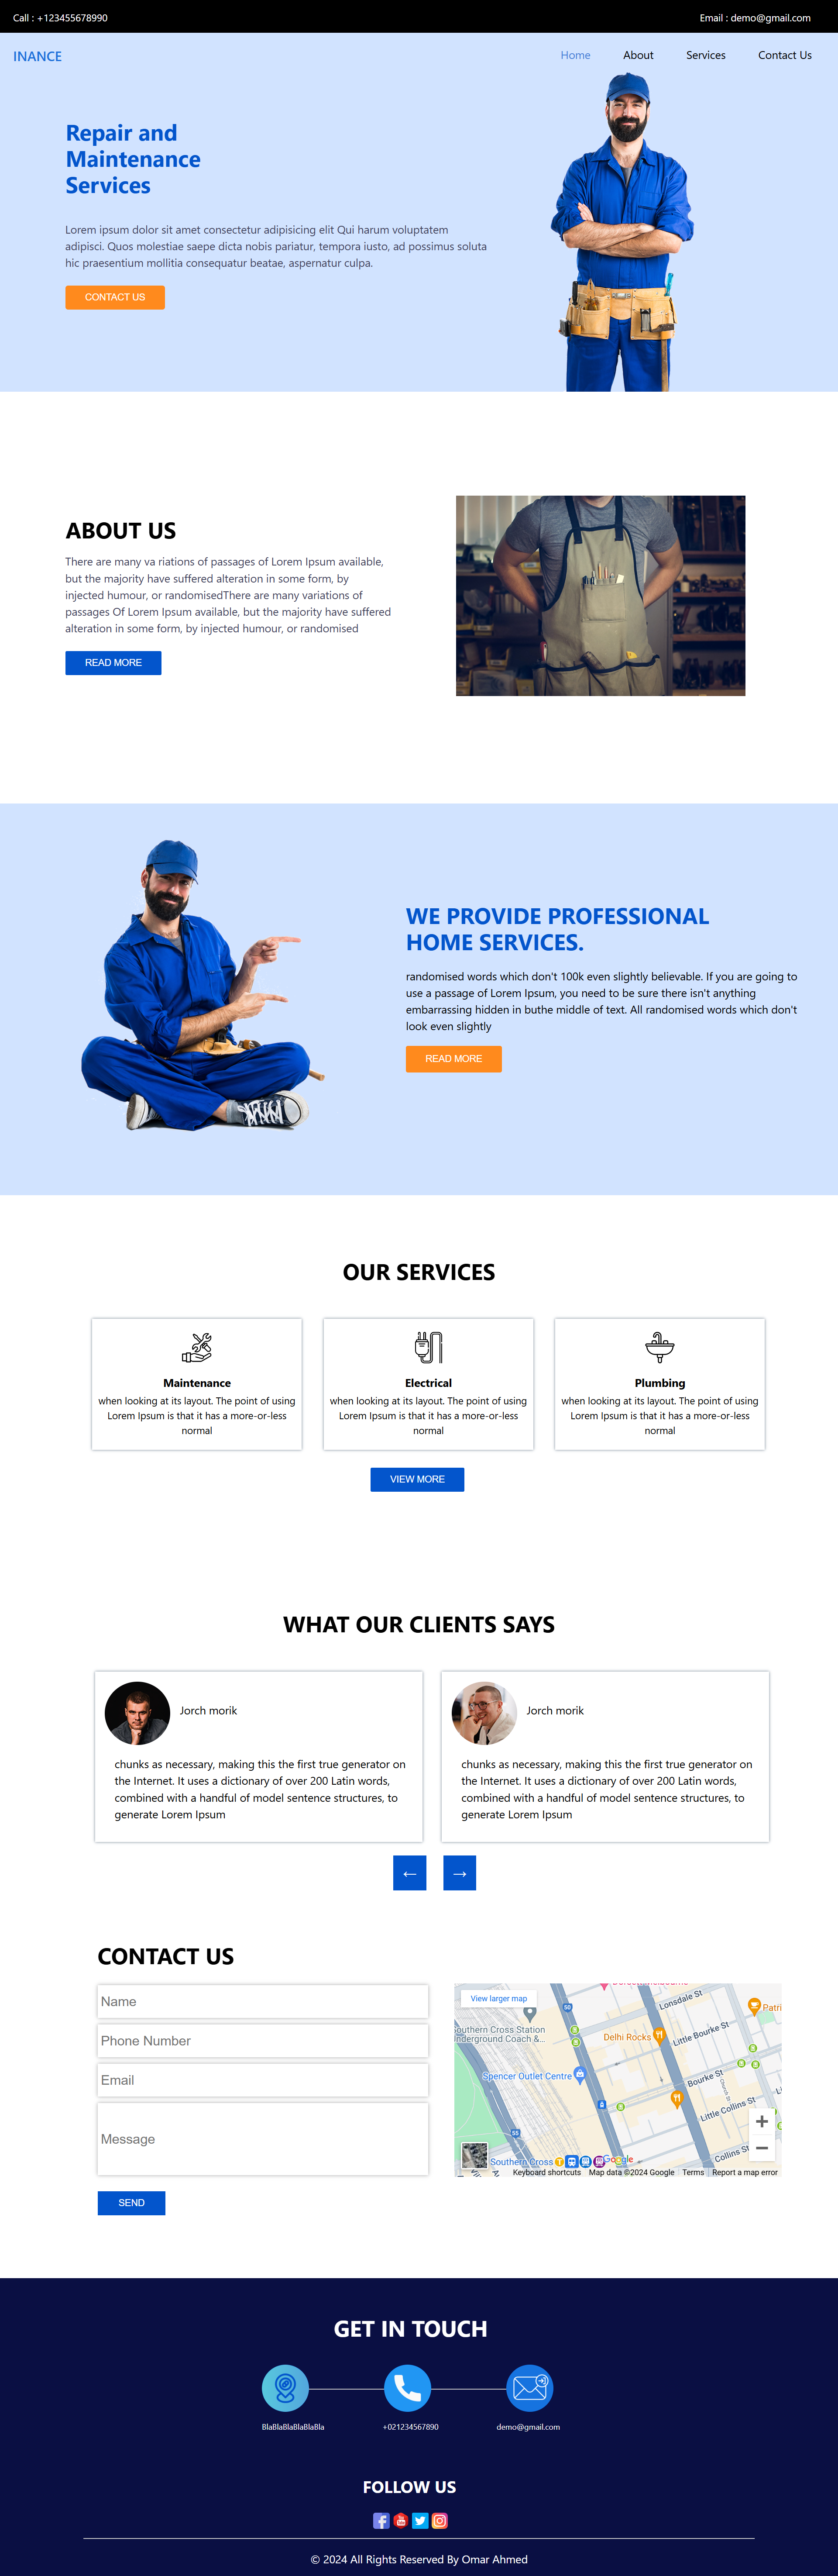 Call : +123455678990
Email : demo@gmail.com
INANCE
Home
About
Services
Contact Us
Repair and
Maintenance
Services
Lorem ipsum dolor sit amet consectetur adipisicing elit Qui harum voluptatem
adipisci. Quos molestiae saepe dicta nobis pariatur, tempora iusto, ad possimus soluta
hic praesentium mollitia consequatur beatae, aspernatur culpa.
CONTACT US
ABOUT US
There are many va riations of passages of Lorem Ipsum available,
but the majority have suffered alteration in some form, by
injected humour, or randomisedThere are many variations of
passages Of Lorem Ipsum available, but the majority have suffered
alteration in some form, by injected humour, or randomised
READ MORE
WE PROVIDE PROFESSIONAL
HOME SERVICES.
randomised words which don't 100k even slightly believable. If you are going to
use a passage of Lorem Ipsum, you need to be sure there isn't anything
embarrassing hidden in buthe middle of text. All randomised words which don't
look even slightly
READ MORE
OUR SERVICES
Maintenance
when looking at its layout. The point of using
Lorem Ipsum is that it has a more-or-less
normal
Electrical
when looking at its layout. The point of using
Lorem Ipsum is that it has a more-or-less
normal
Plumbing
when looking at its layout. The point of using
Lorem Ipsum is that it has a more-or-less
normal
VIEW MORE
WHAT OUR CLIENTS SAYS
Jorch morik
chunks as necessary, making this the first true generator on
the Internet. It uses a dictionary of over 200 Latin words,
combined with a handful of model sentence structures, to
generate Lorem Ipsum
Jorch morik
chunks as necessary, making this the first true generator on
the Internet. It uses a dictionary of over 200 Latin words,
combined with a handful of model sentence structures, to
generate Lorem Ipsum
← →
CONTACT US
Name
Phone Number
Email
Message
SEND
View larger map
50
Lonsdale St
Patri
Southern Cross Station
Underground Coach &...
Delhi Rocks
Little Bourke St
Spencer Outlet Centre
Bourke St
Church St
Little Collins St
55
Collins St
Southern Cross
Google
Keyboard shortcuts
Map data ©2024 Google
Terms
Report a map error
GET IN TOUCH
BlaBlaBlaBlaBlaBla
+021234567890
demo@gmail.com
FOLLOW US
© 2024 All Rights Reserved By Omar Ahmed